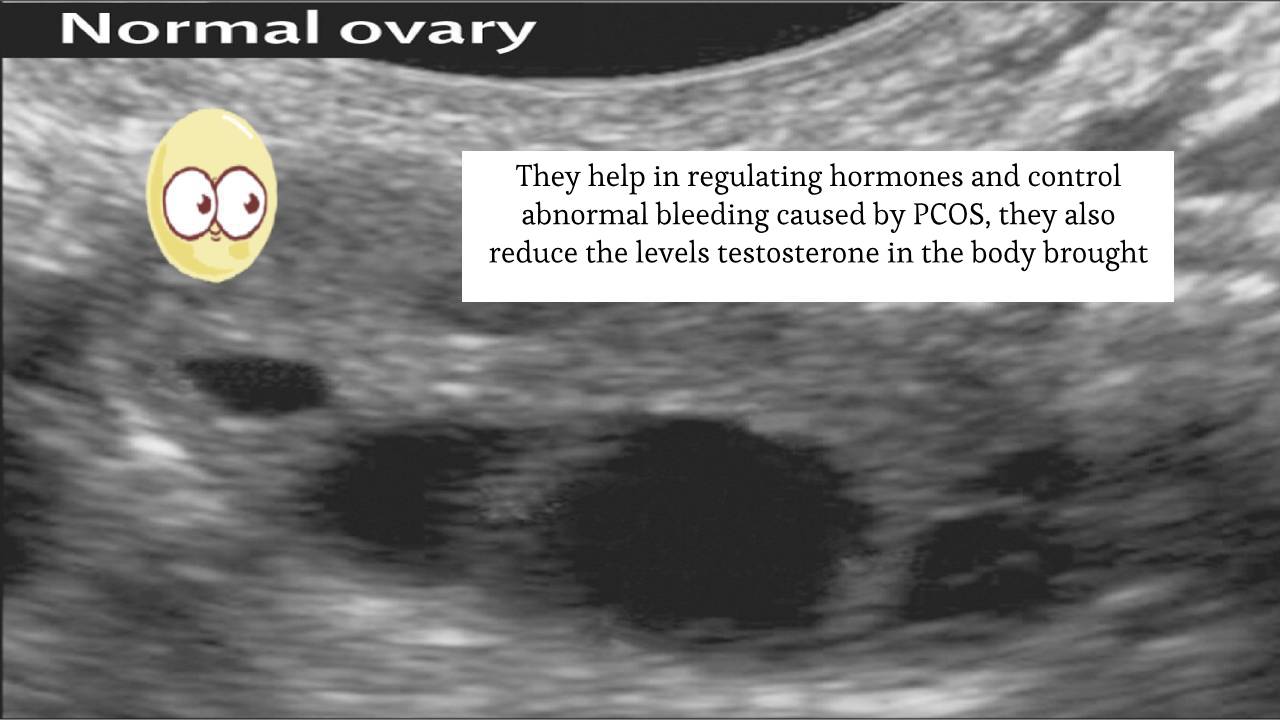 Normal ovary
They help in regulating hormones and control
abnormal bleeding caused by PCOS, they also
reduce the levels testosterone in the body brought